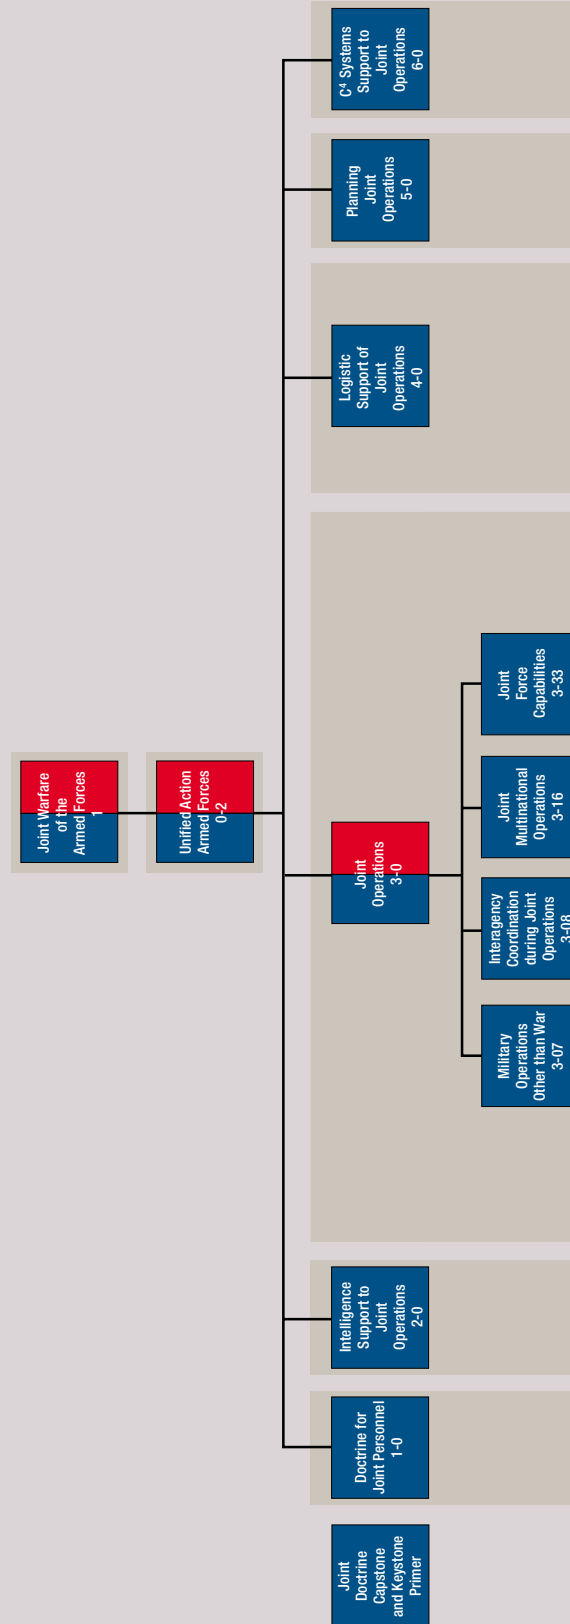 Joint Warfare
of the
Armed Forces
1
Unified Action
Armed Forces
0-2
Joint
Doctrine
Capstone
and Keystone
Primer
Doctrine for
Joint Personnel
1-0
Intelligence
Support to
Joint
Operations
2-0
Joint
Operations
3-0
Logistic
Support of
Joint
Operations
4-0
Planning
Joint
Operations
5-0
C⁴ Systems
Support to
Joint
Operations
6-0
Military
Operations
Other than War
3-07
Interagency
Coordination
during Joint
Operations
3-08
Joint
Multinational
Operations
3-16
Joint
Force
Capabilities
3-33